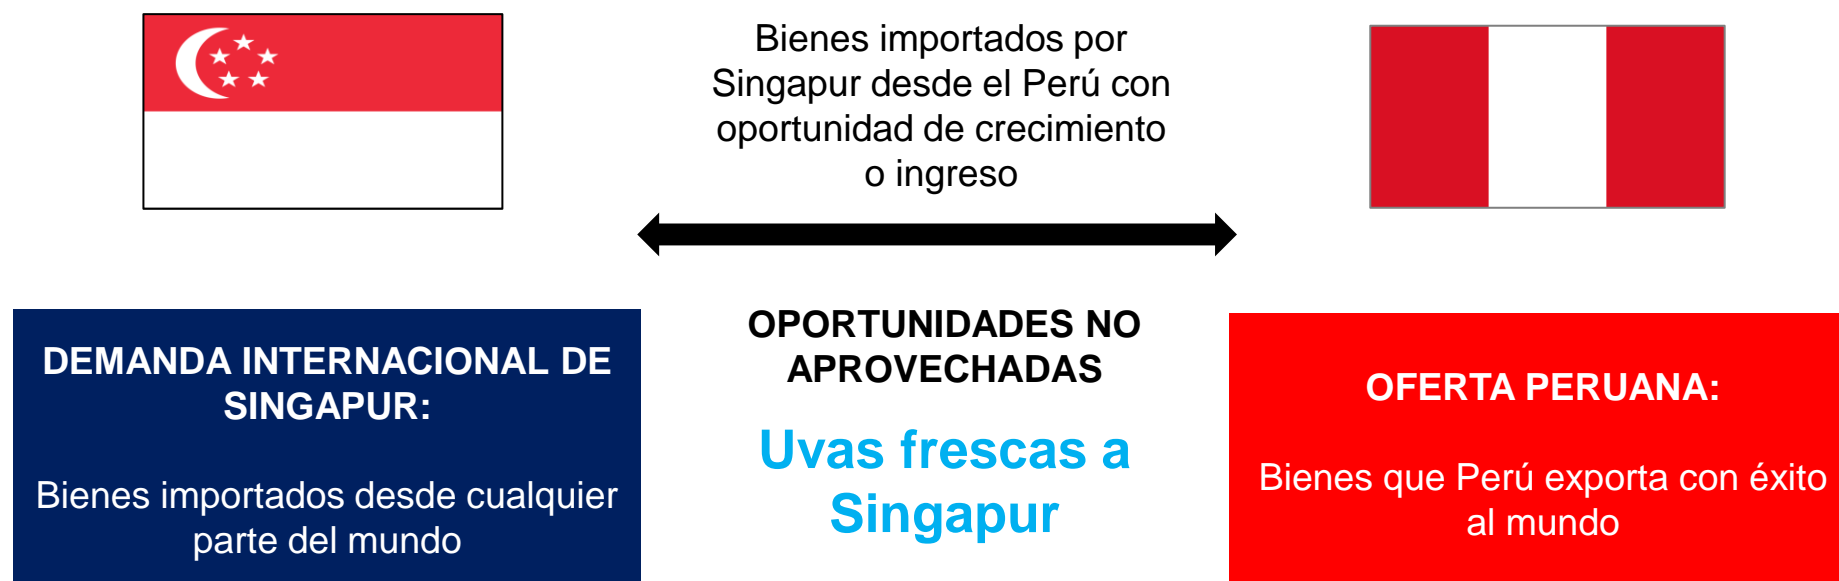 Bienes importados por
Singapur desde el Perú con
oportunidad de crecimiento
o ingreso
DEMANDA INTERNACIONAL DE
SINGAPUR:
Bienes importados desde cualquier
parte del mundo
OPORTUNIDADES NO
APROVECHADAS
Uvas frescas a
Singapur
OFERTA PERUANA:
Bienes que Perú exporta con éxito
al mundo